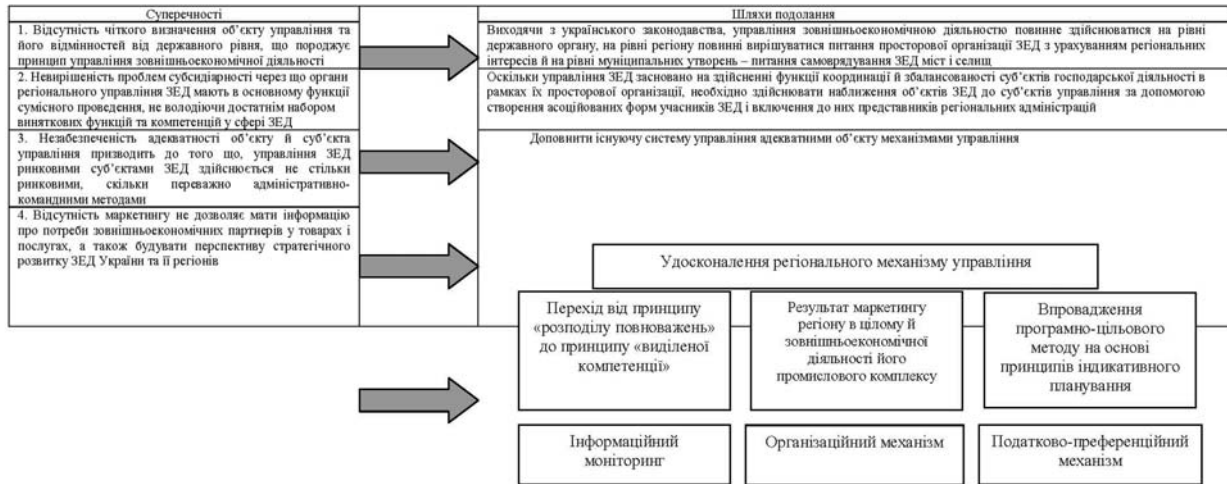 Суперечності
1. Відсутність чіткого визначення об’єкту управління та
його відмінностей від державного рівня, що породжує
принцип управління зовнішньоекономічної діяльності
2. Невирішеність проблем субсидіарності через що органи
регіонального управління ЗЕД мають в основному функції
сумісного проведення, не володіючи достатнім набором
виняткових функцій та компетенцій у сфері ЗЕД
3. Незабезпеченість адекватності об’єкту й суб’єкта
управління призводить до того що, управління ЗЕД
ринковими суб’єктами ЗЕД здійснюється не стільки
ринковими, скільки переважно адміністративно-
командними методами
4. Відсутність маркетингу не дозволяє мати інформацію
про потреби зовнішньоекономічних партнерів у товарах і
послугах, а також будувати перспективу стратегічного
розвитку ЗЕД України та її регіонів
Шляхи подолання
Виходячи з українського законодавства, управління зовнішньоекономічною діяльністю повинне здійснюватися на рівні
державного органу, на рівні регіону повинні вирішуватися питання просторової організації ЗЕД з урахуванням регіональних
інтересів й на рівні муніципальних утворень – питання самоврядування ЗЕД міст і селищ
Оскільки управління ЗЕД засновано на здійсненні функції координації й збалансованості суб’єктів господарської діяльності в
рамках їх просторової організації, необхідно здійснювати наближення об’єктів ЗЕД до суб’єктів управління за допомогою
створення асоційованих форм учасників ЗЕД і включення до них представників регіональних адміністрацій
Доповнити існуючу систему управління адекватними об’єкту механізмами управління
Удосконалення регіонального механізму управління
Перехід від принципу
«розподілу повноважень»
до принципу «виділеної
компетенції»
Результат маркетингу
регіону в цілому й
зовнішньоекономічної
діяльності його
промислового комплексу
Впровадження
програмно-цільового
методу на основі
принципів індикативного
планування
Інформаційний
моніторинг
Організаційний механізм
Податково-преференційний
механізм